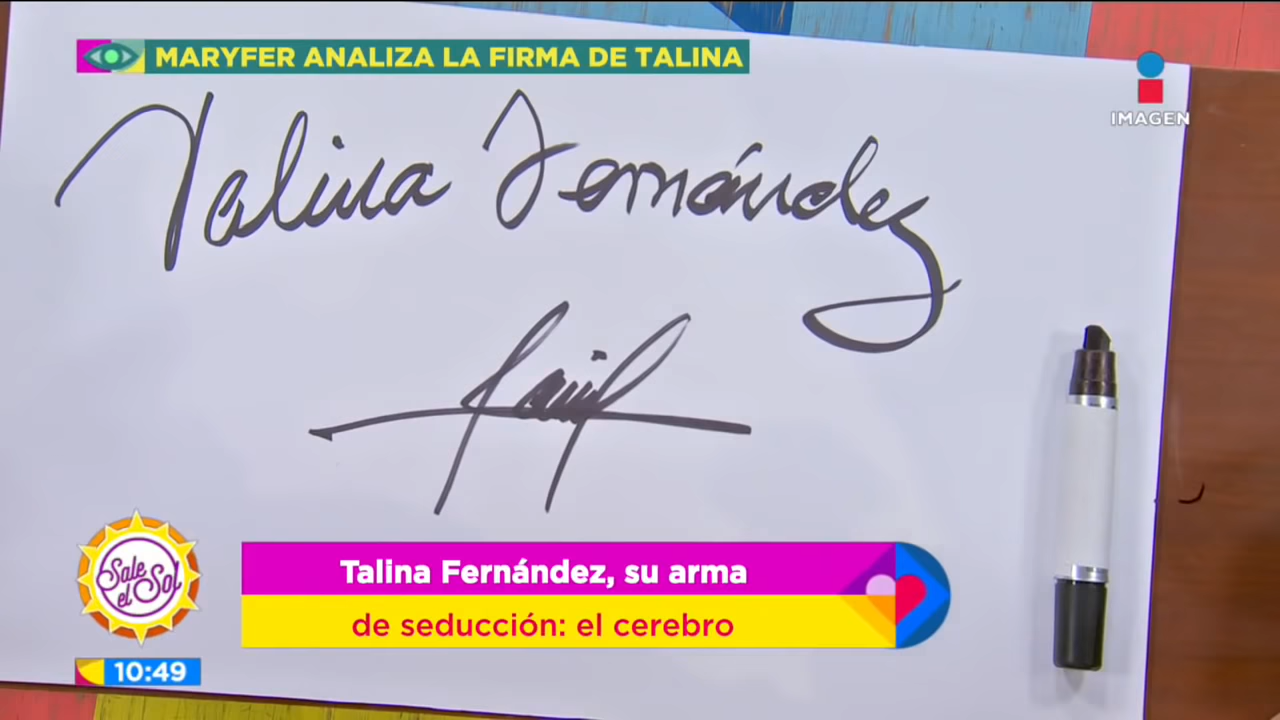 MARYFER ANALIZA LA FIRMA DE TALINA
IMAGEN
Talina Fernández
Talina Fernández, su arma
de seducción: el cerebro
Sale
el Sol
10:49